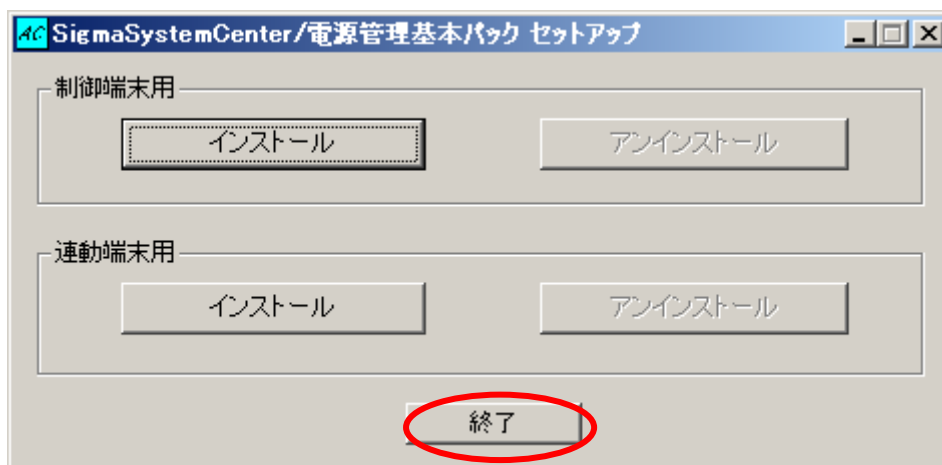 AC SigmaSystemCenter/電源管理基本パック セットアップ
制御端末用
インストール アンインストール
連動端末用
インストール アンインストール
終了